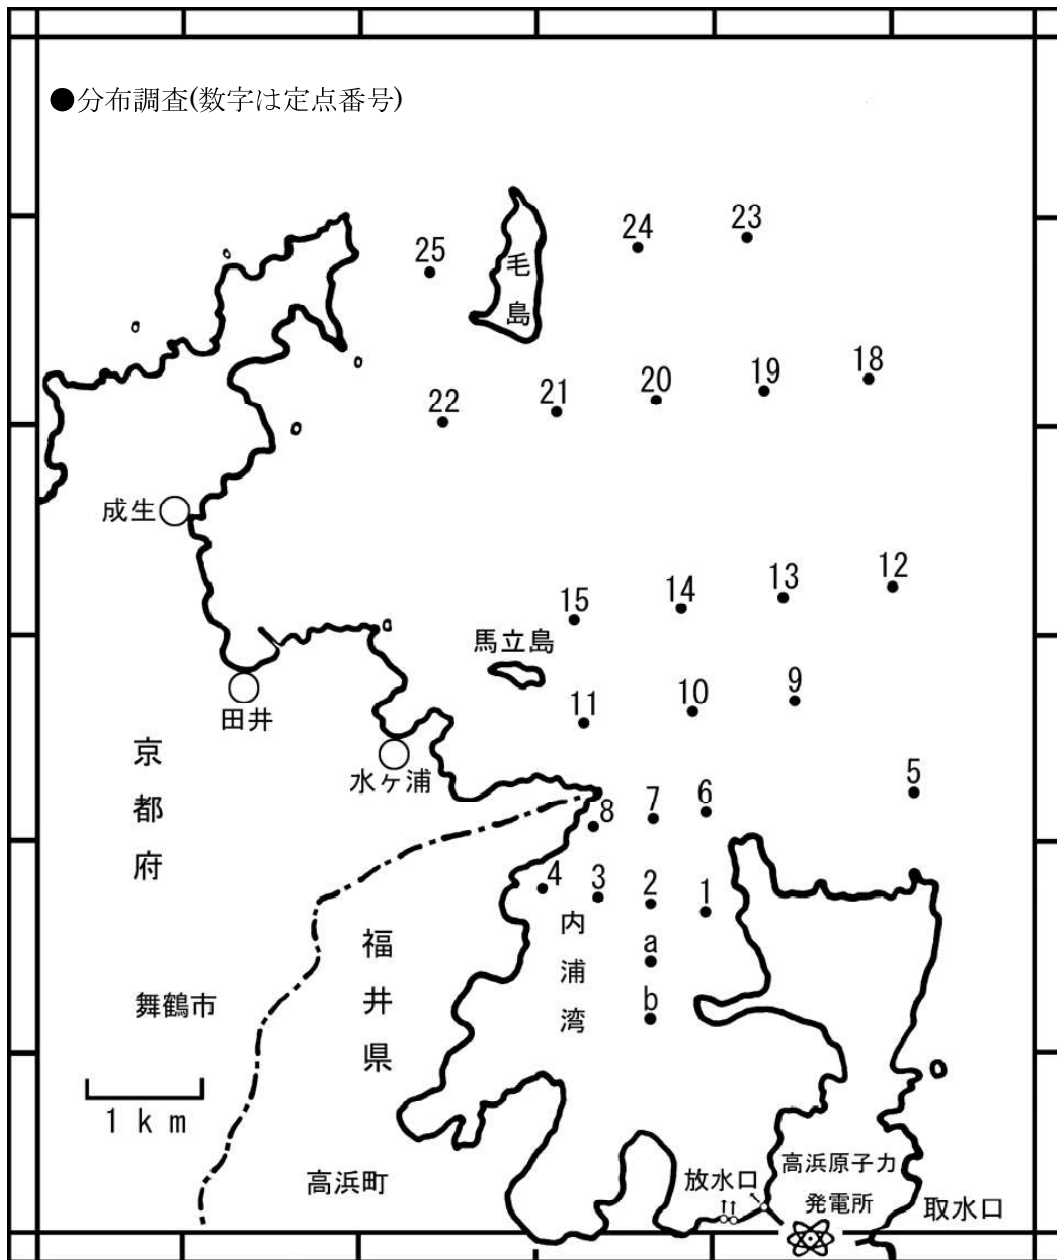 ●分布調査(数字は定点番号)
23
24
25
毛島
18
19
20
21
22
成生
12
13
14
15
馬立島
9
10
11
田井
水ヶ浦
京都府
5
6
7
8
4
3
2
1
内浦湾
a
b
福井県
舞鶴市
1km
高浜町
放水口
高浜原子力
発電所
取水口